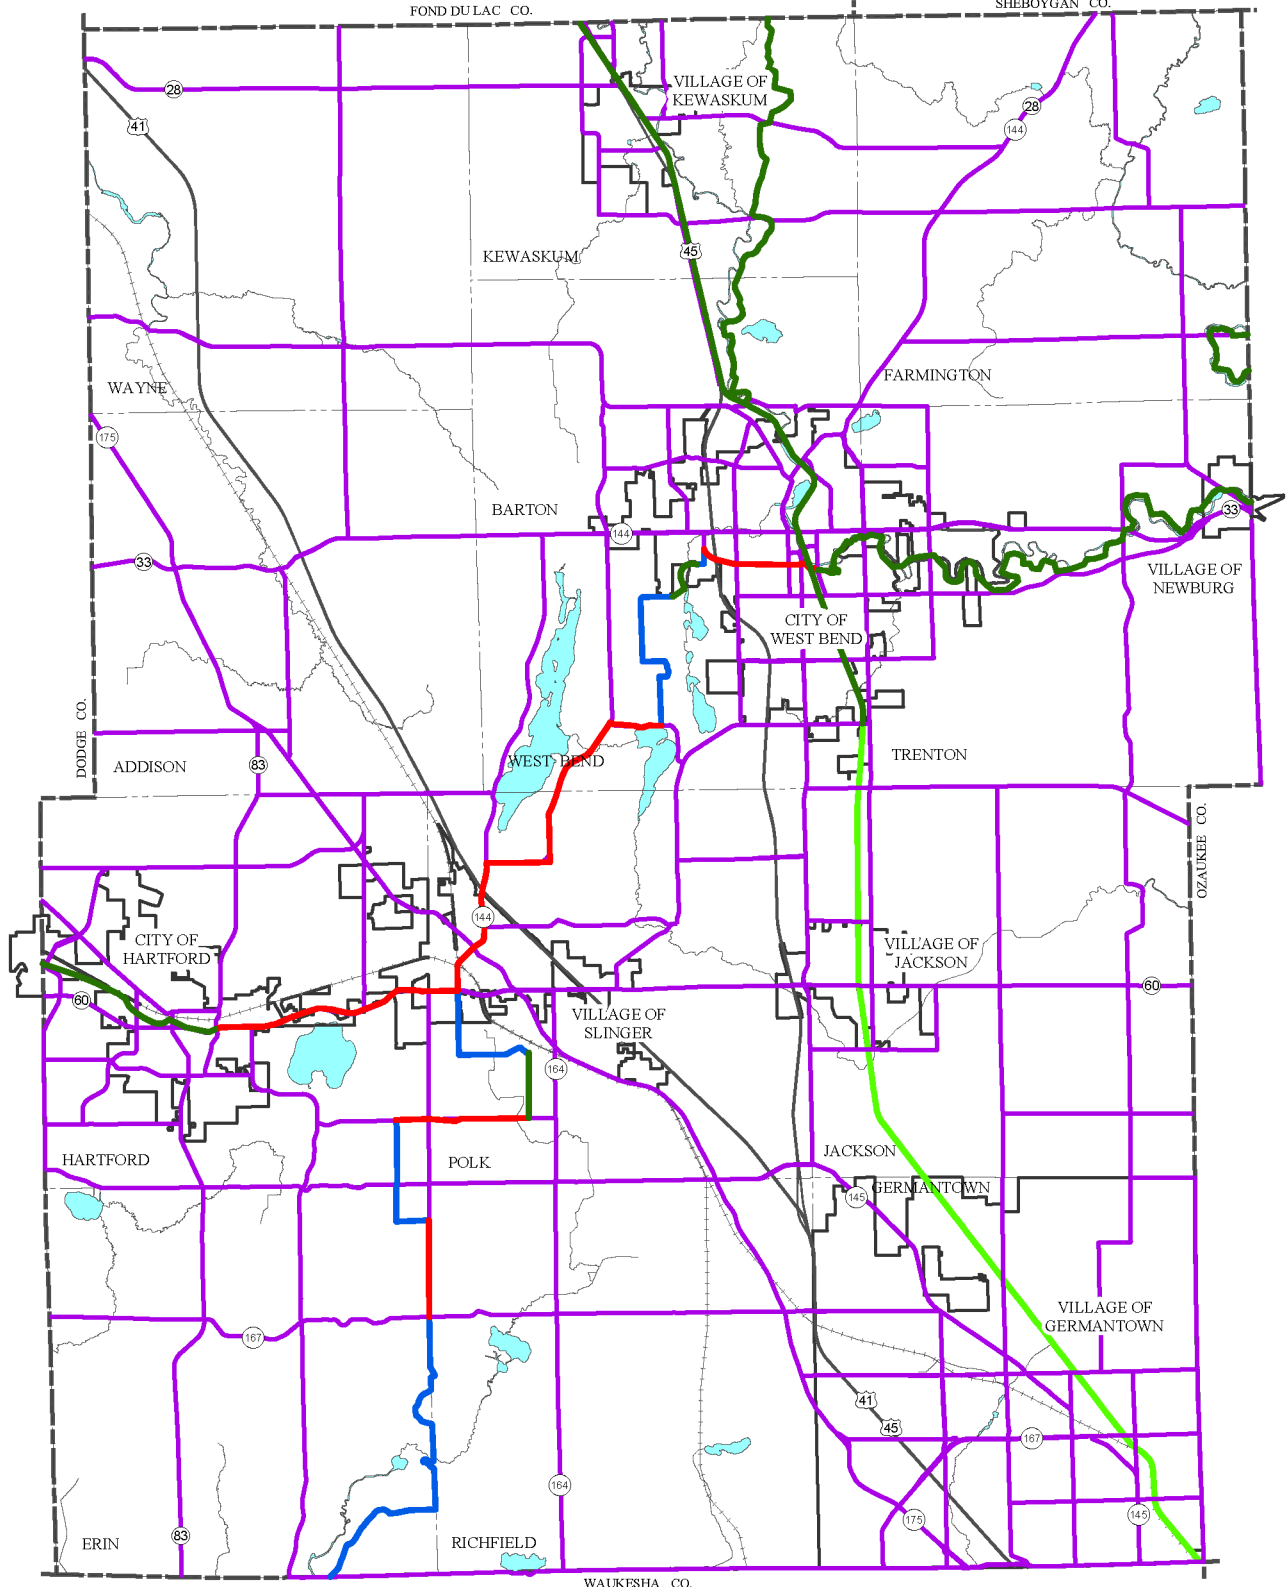 FOND DU LAC CO.
SHEBOYGAN CO.
VILLAGE OF
KEWASKUM
28
28
41
144
45
KEWASKUM
WAYNE
FARMINGTON
175
BARTON
33
144
33
VILLAGE OF
NEWBURG
CITY OF
WEST BEND
DODGE CO.
ADDISON
83
WEST BEND
TRENTON
OZAUKEE CO.
144
CITY OF
HARTFORD
VILLAGE OF
JACKSON
60
60
VILLAGE OF
SLINGER
164
HARTFORD
POLK
JACKSON
GERMANTOWN
145
VILLAGE OF
GERMANTOWN
167
41
45
167
164
175
145
83
ERIN
RICHFIELD
WAUKESHA CO.